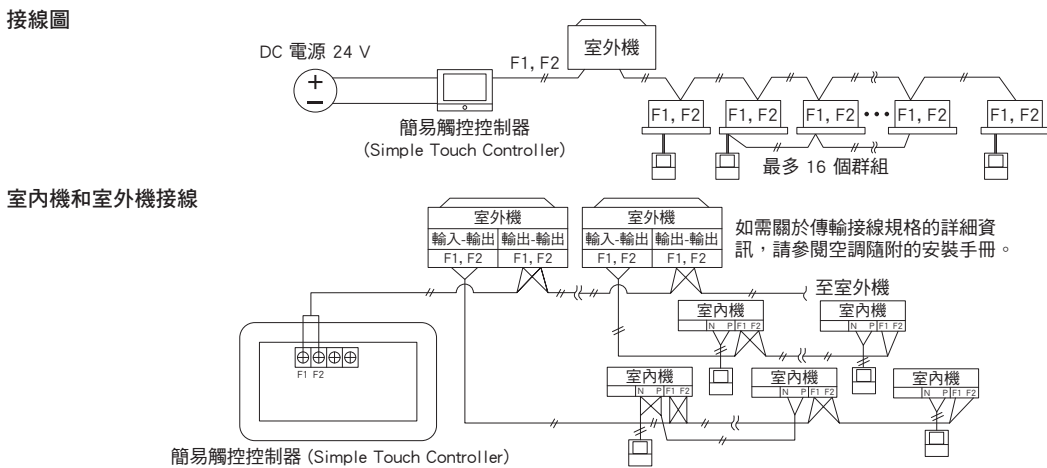 接線圖
DC 電源 24 V
F1, F2
室外機
簡易觸控控制器
(Simple Touch Controller)
F1, F2
F1, F2
F1, F2
F1, F2
F1, F2
最多 16 個群組
室內機和室外機接線
室外機
輸入-輸出 輸出-輸出
F1, F2 F1, F2
室外機
輸入-輸出 輸出-輸出
F1, F2 F1, F2
如需關於傳輸接線規格的詳細資
訊，請參閱空調隨附的安裝手冊。
至室外機
室內機
N P F1 F2
室內機
N P F1 F2
F1 F2
室內機
N P F1 F2
室內機
N P F1 F2
室內機
N P F1 F2
簡易觸控控制器 (Simple Touch Controller)